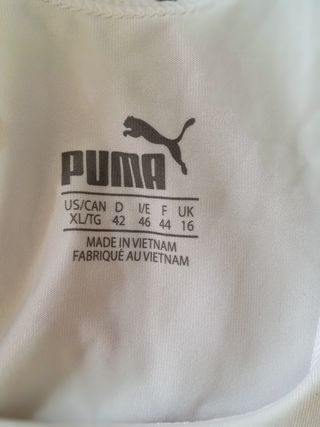 PUMA
US/CAN D I/E F UK
XL/TG 42 46 44 16
MADE IN VIETNAM
FABRIQUÉ AU VIETNAM